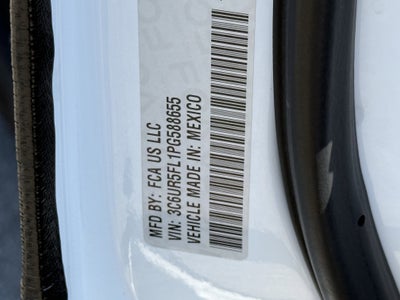 MFD BY: FCA US LLC
VIN: 3C6UR5FL1PG588655
VEHICLE MADE IN: MEXICO